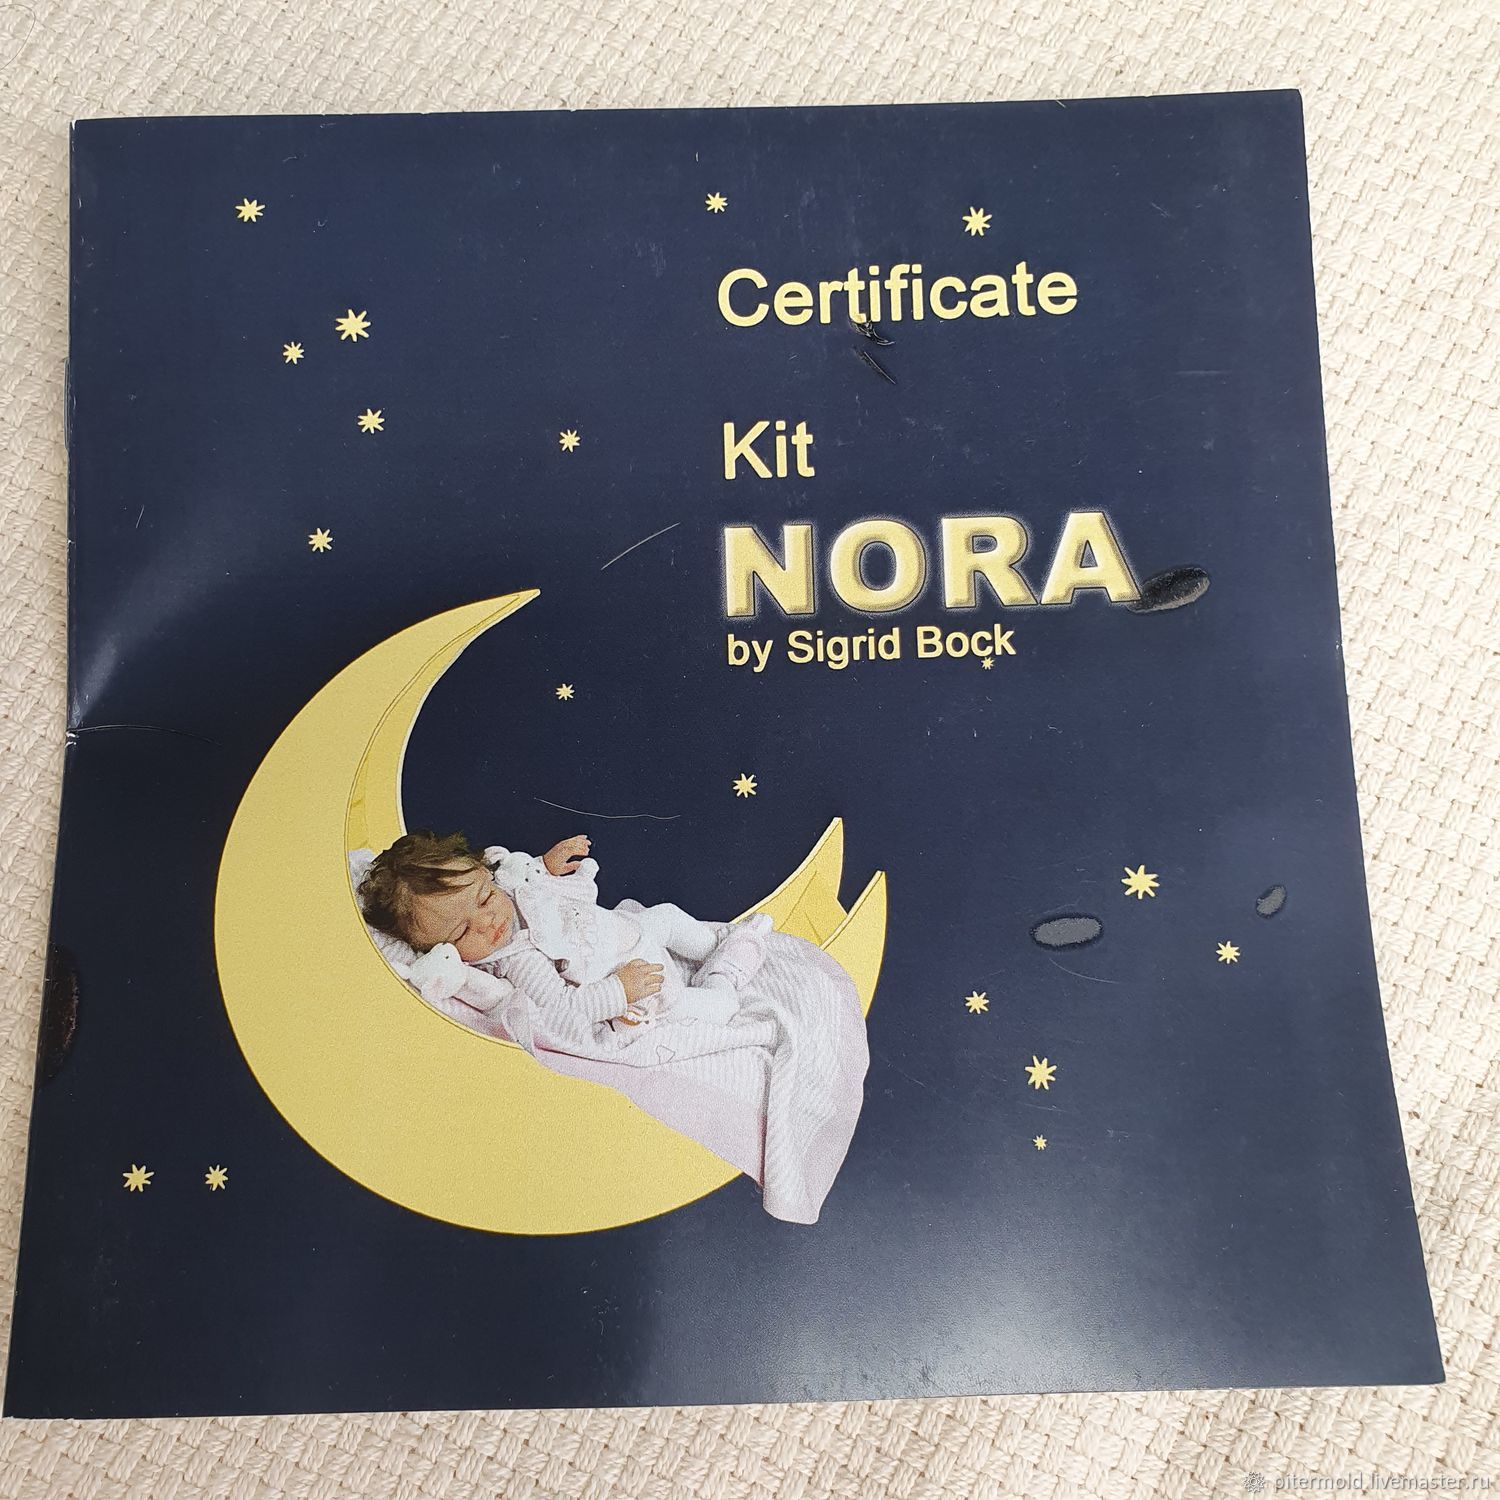 Certificate
Kit
NORA
by Sigrid Bock
pitermold.livemaster.ru